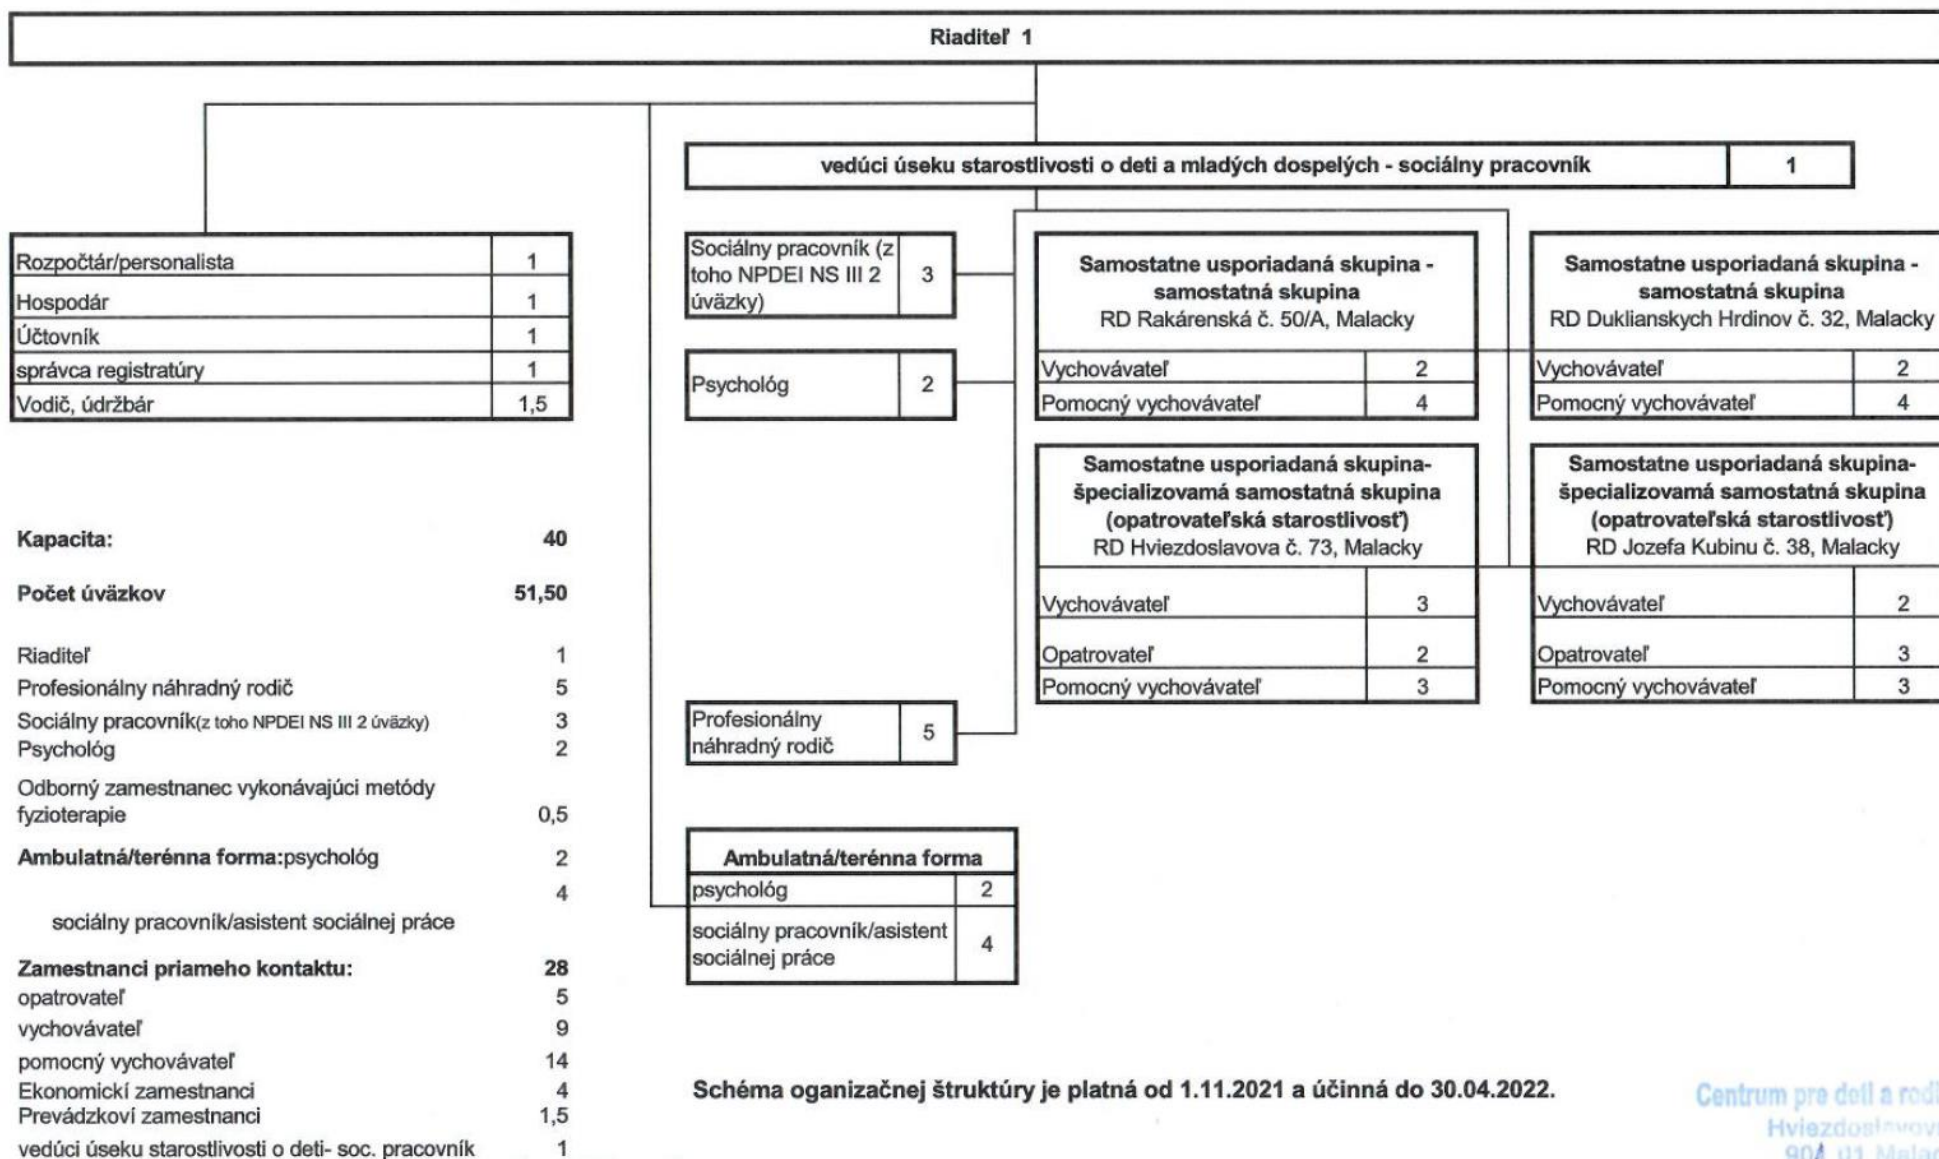 Riaditeľ 1
vedúci úseku starostlivosti o deti a mladých dospelých - sociálny pracovník 1
Rozpočtár/personalista 1
Hospodár 1
Účtovník 1
správca registratúry 1
Vodič, údržbár 1,5
Sociálny pracovník (z
toho NPDEI NS III 2 3
úväzky)
Psychológ 2
Samostatne usporiadaná skupina -
samostatná skupina
RD Rakárenská č. 50/A, Malacky
Vychovávateľ 2
Pomocný vychovávateľ 4
Samostatne usporiadaná skupina -
samostatná skupina
RD Duklianskych Hrdinov č. 32, Malacky
Vychovávateľ 2
Pomocný vychovávateľ 4
Samostatne usporiadaná skupina-
špecializovamá samostatná skupina
(opatrovateľská starostlivosť)
RD Hviezdoslavova č. 73, Malacky
Vychovávateľ 3
Opatrovateľ 2
Pomocný vychovávateľ 3
Samostatne usporiadaná skupina-
špecializovamá samostatná skupina
(opatrovateľská starostlivosť)
RD Jozefa Kubinu č. 38, Malacky
Vychovávateľ 2
Opatrovateľ 3
Pomocný vychovávateľ 3
Profesionálny
náhradný rodič 5
Ambulatná/terénna forma
psychológ 2
sociálny pracovník/asistent
sociálnej práce 4
Kapacita: 40
Počet úväzkov 51,50
Riaditeľ 1
Profesionálny náhradný rodič 5
Sociálny pracovník(z toho NPDEI NS III 2 úväzky) 3
Psychológ 2
Odborný zamestnanec vykonávajúci metódy
fyzioterapie 0,5
Ambulatná/terénna forma:psychológ 2
4
sociálny pracovník/asistent sociálnej práce
Zamestnanci priameho kontaktu: 28
opatrovateľ 5
vychovávateľ 9
pomocný vychovávateľ 14
Ekonomickí zamestnanci 4
Prevádzkoví zamestnanci 1,5
vedúci úseku starostlivosti o deti- soc. pracovník 1
Schéma oganizačnej štruktúry je platná od 1.11.2021 a účinná do 30.04.2022.
Centrum pre deti a rodi
Hviezdoslavov
901 01 Malac